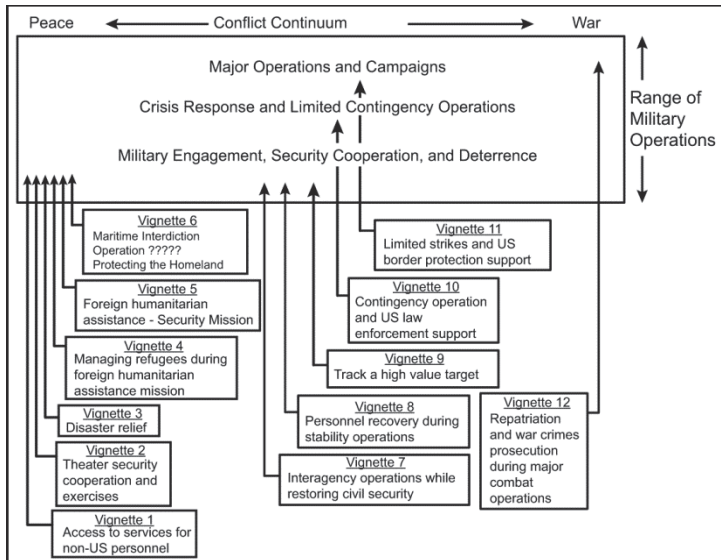 Peace Conflict Continuum War
Major Operations and Campaigns
Crisis Response and Limited Contingency Operations
Military Engagement, Security Cooperation, and Deterrence
Range of
Military
Operations
Vignette 6
Maritime Interdiction
Operation ?????
Protecting the Homeland
Vignette 5
Foreign humanitarian
assistance - Security Mission
Vignette 4
Managing refugees during
foreign humanitarian
assistance mission
Vignette 3
Disaster relief
Vignette 2
Theater security
cooperation and
exercises
Vignette 1
Access to services for
non-US personnel
Vignette 11
Limited strikes and US
border protection support
Vignette 10
Contingency operation
and US law
enforcement support
Vignette 9
Track a high value target
Vignette 8
Personnel recovery during
stability operations
Vignette 7
Interagency operations while
restoring civil security
Vignette 12
Repatriation
and war crimes
prosecution
during major
combat
operations